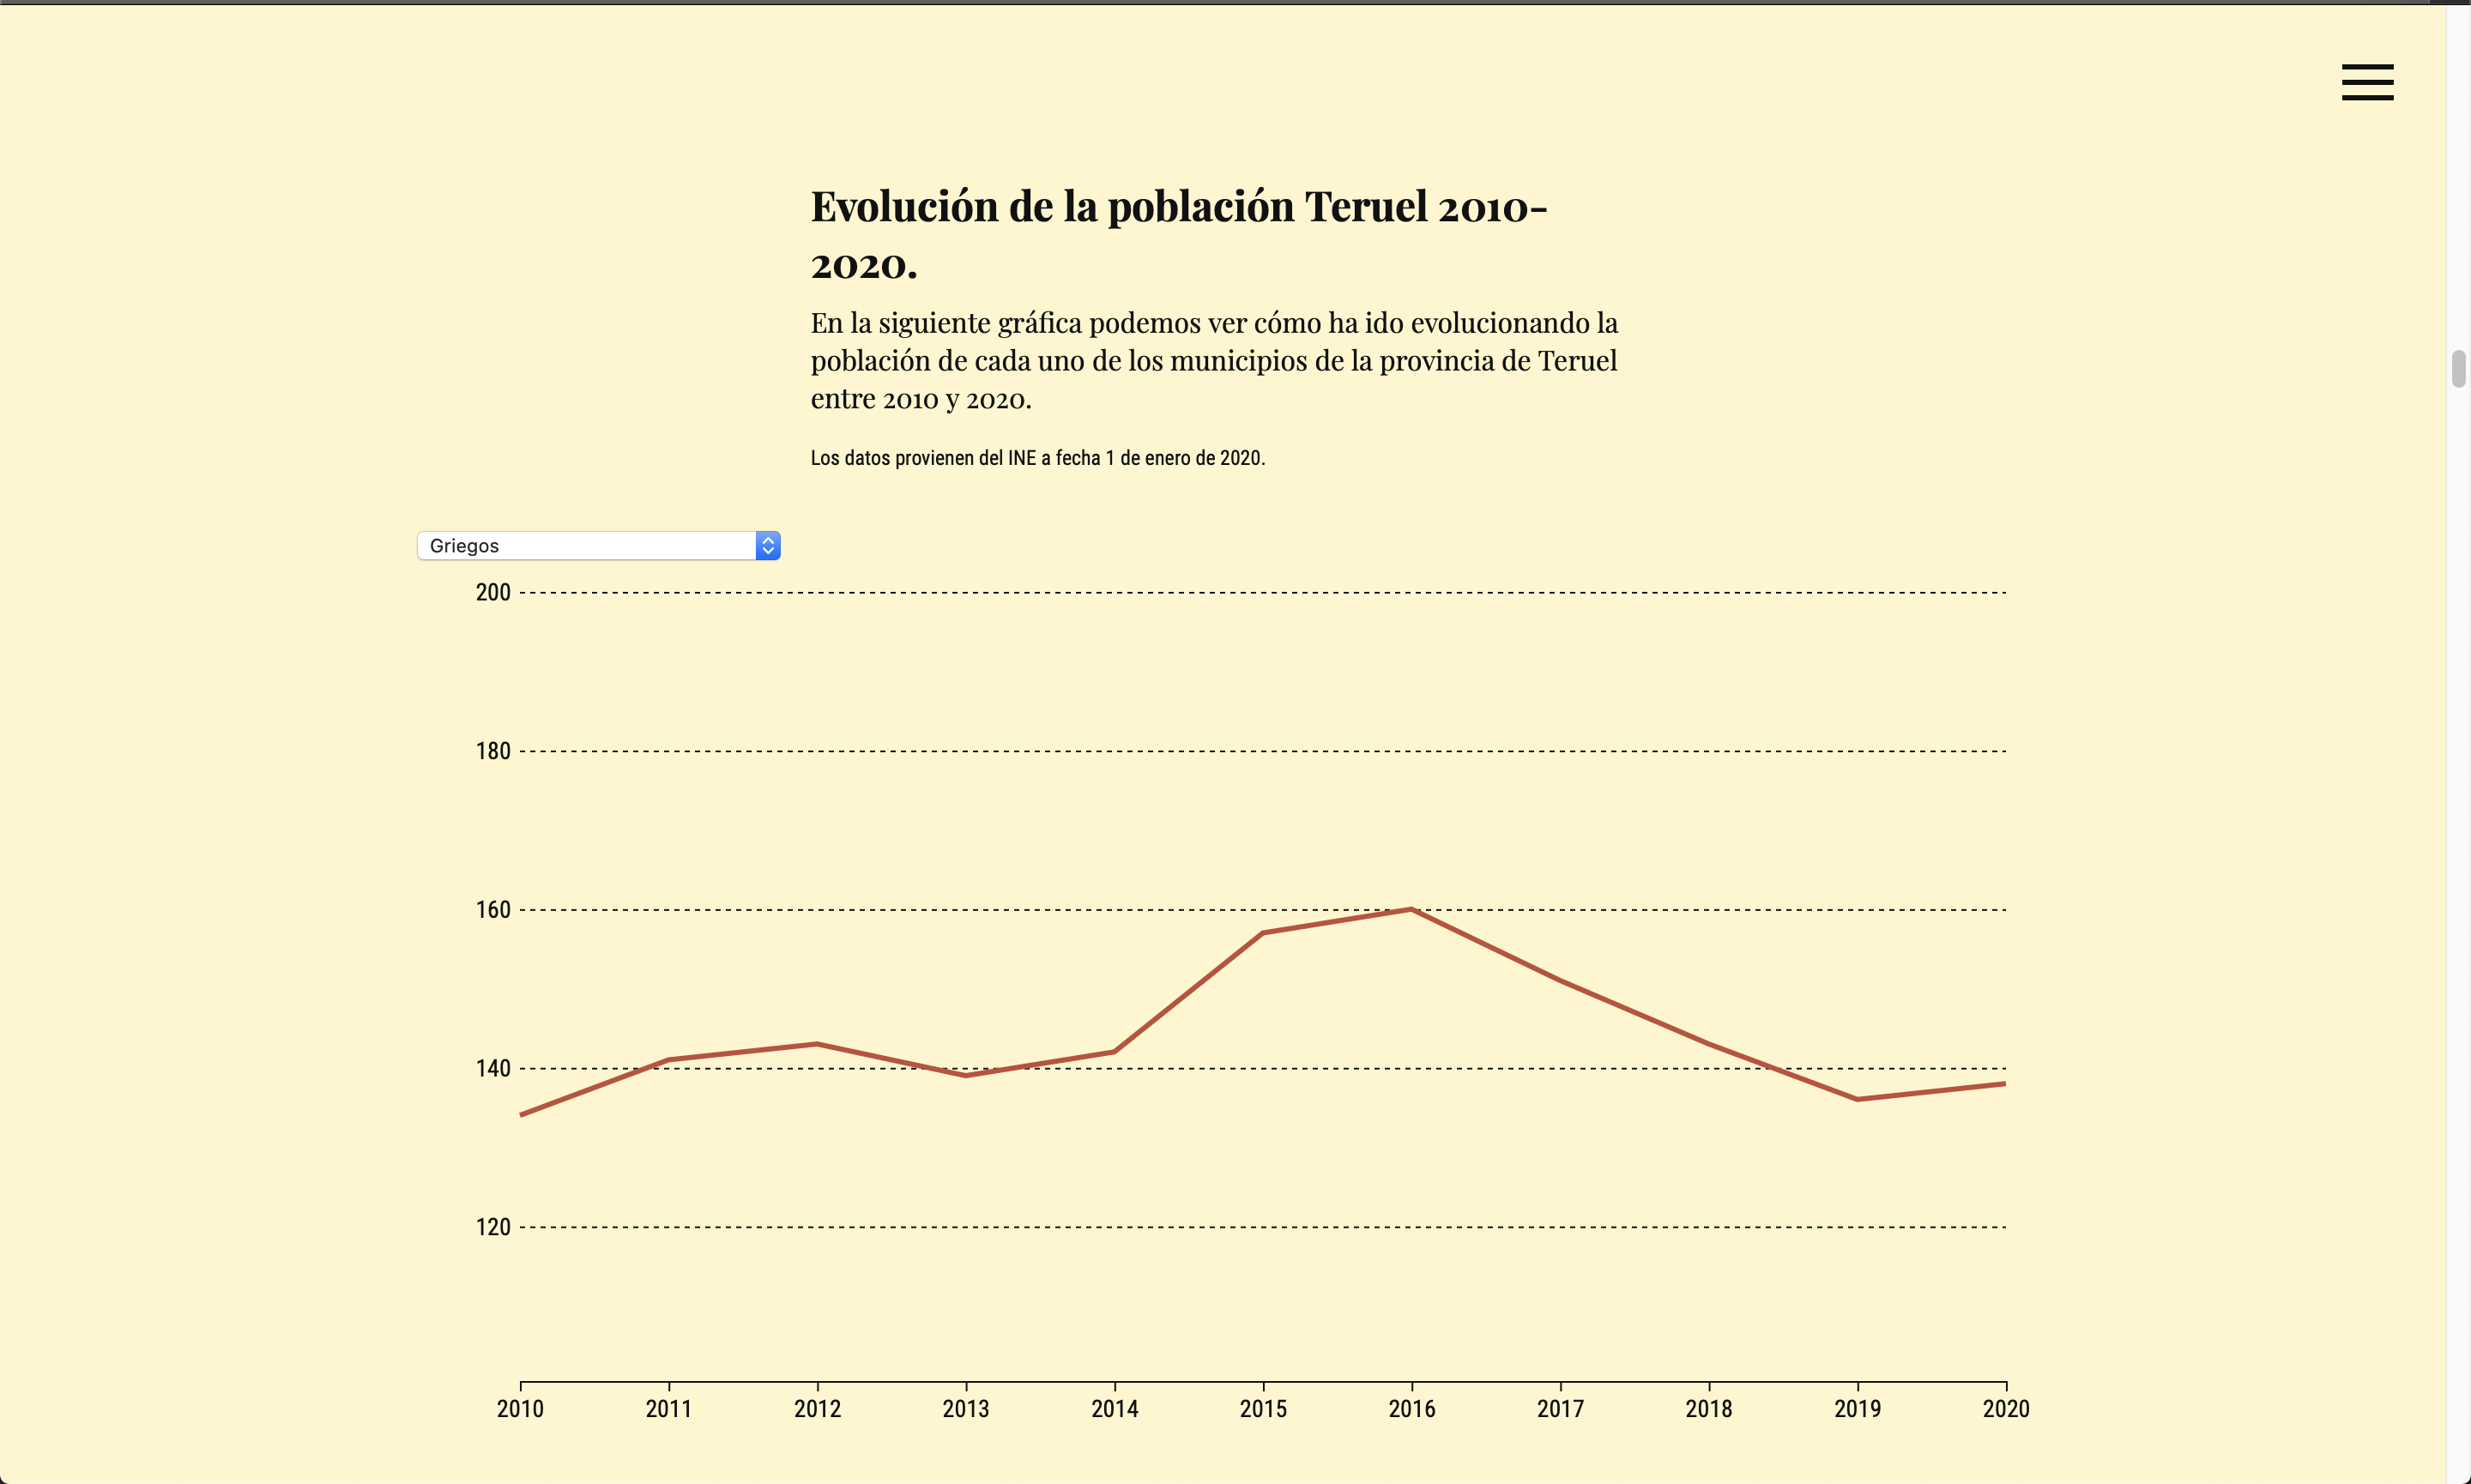 Evolución de la población Teruel 2010-
2020.
En la siguiente gráfica podemos ver cómo ha ido evolucionando la
población de cada uno de los municipios de la provincia de Teruel
entre 2010 y 2020.
Los datos provienen del INE a fecha 1 de enero de 2020.
Griegos
200
180
160
140
120
2010 2011 2012 2013 2014 2015 2016 2017 2018 2019 2020